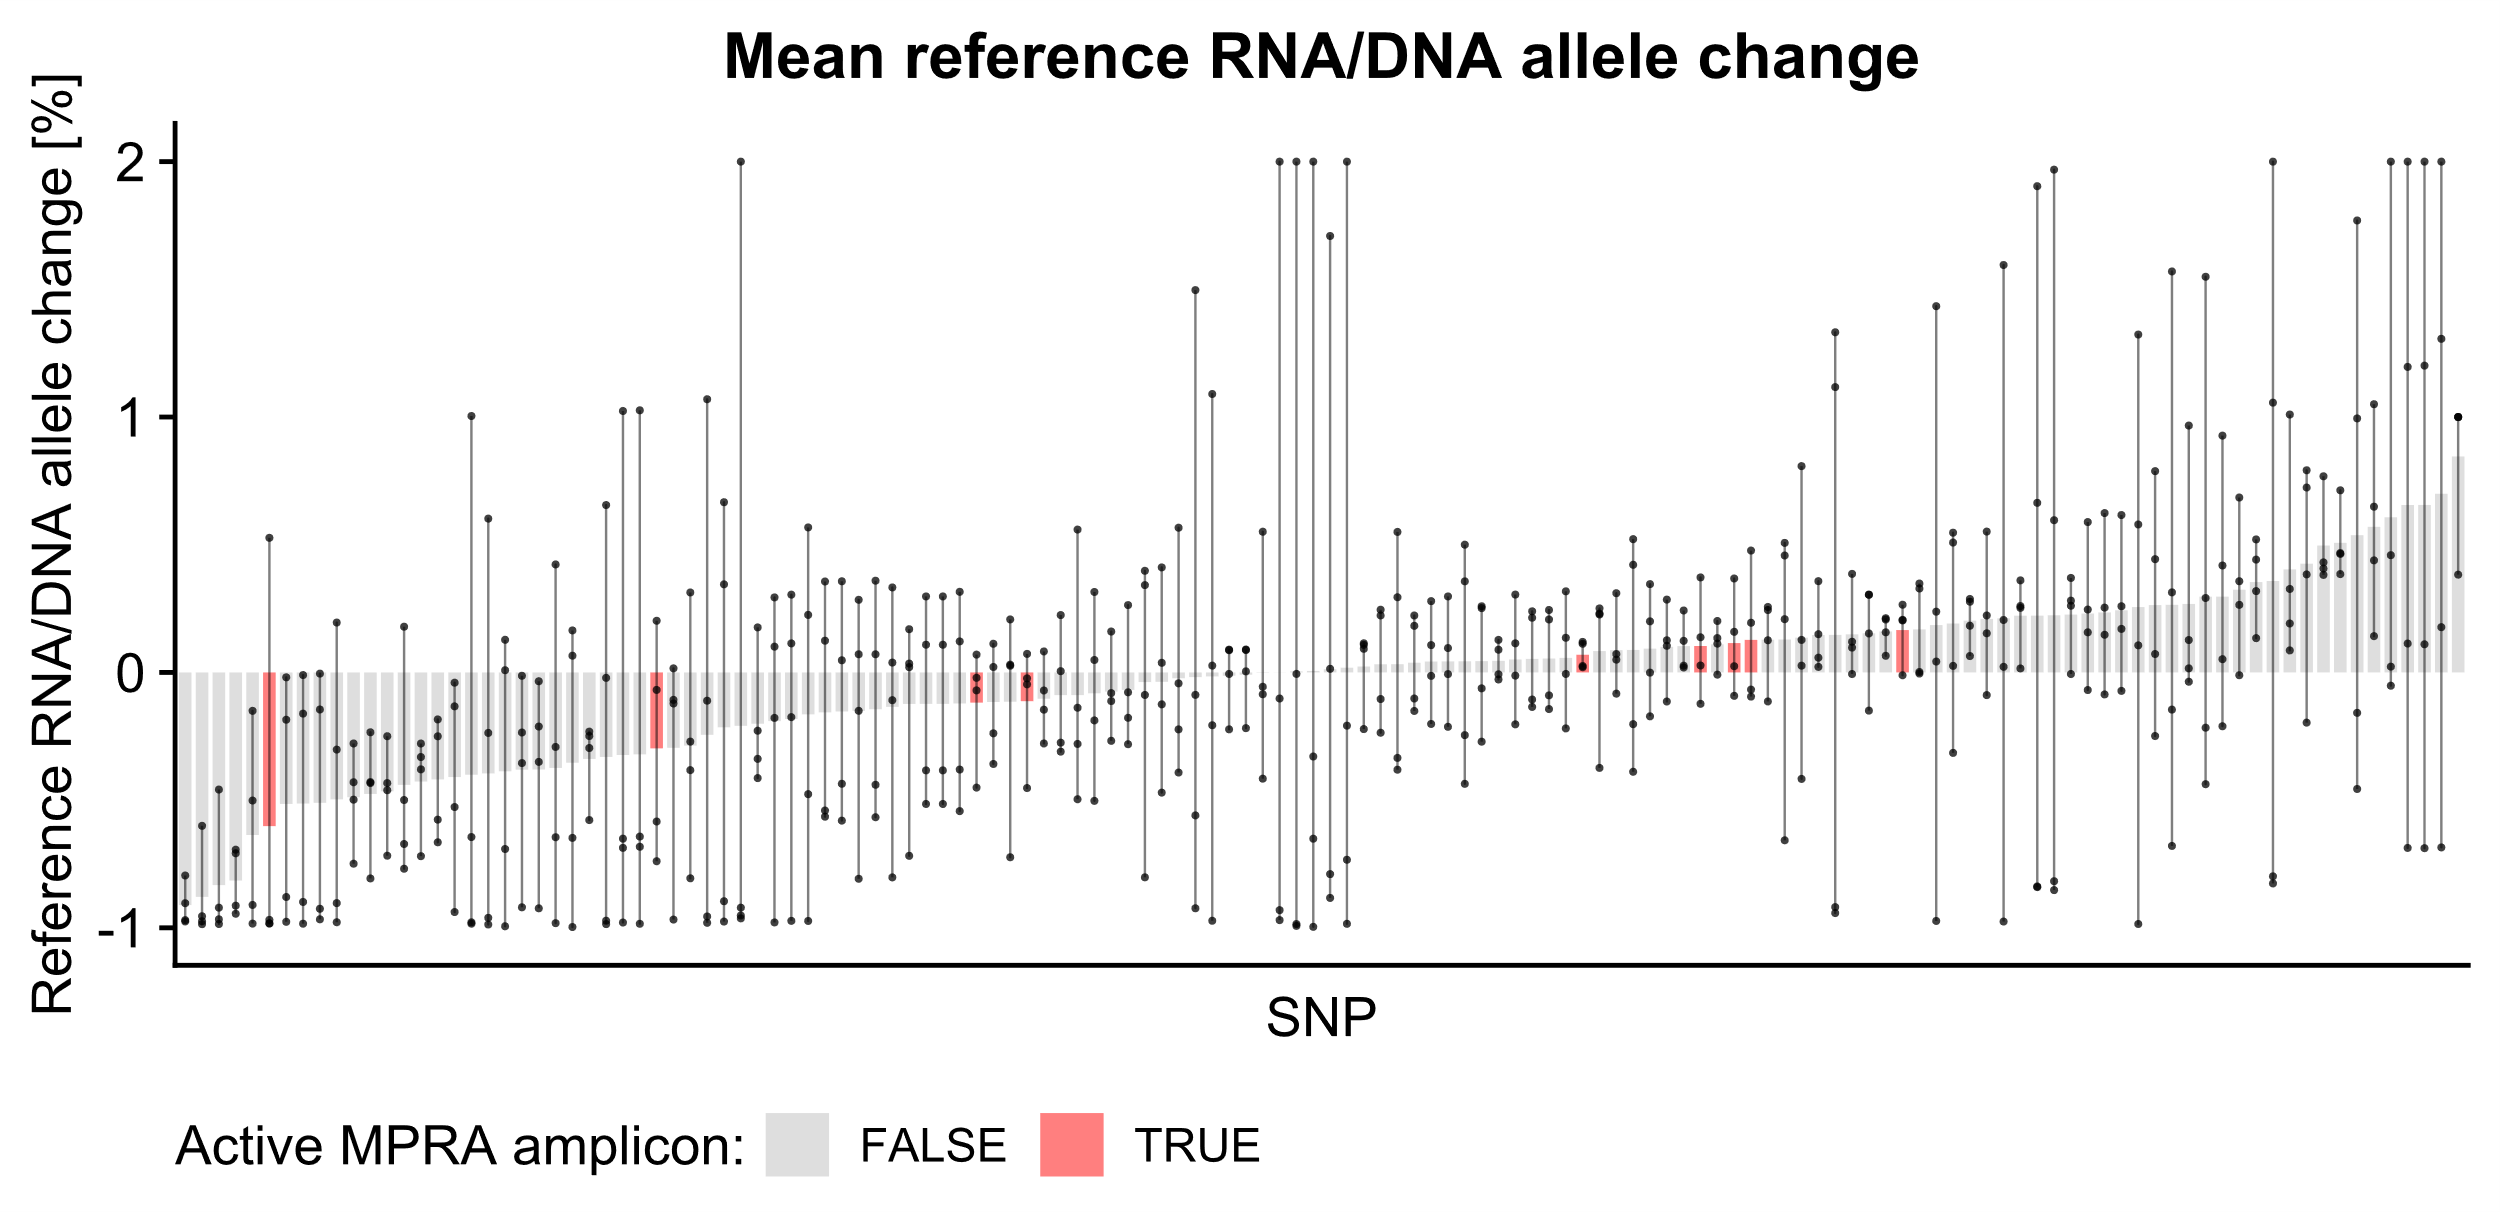 Mean reference RNA/DNA allele change
Reference RNA/DNA allele change [%]
2
1
0
-1
SNP
Active MPRA amplicon: FALSE TRUE